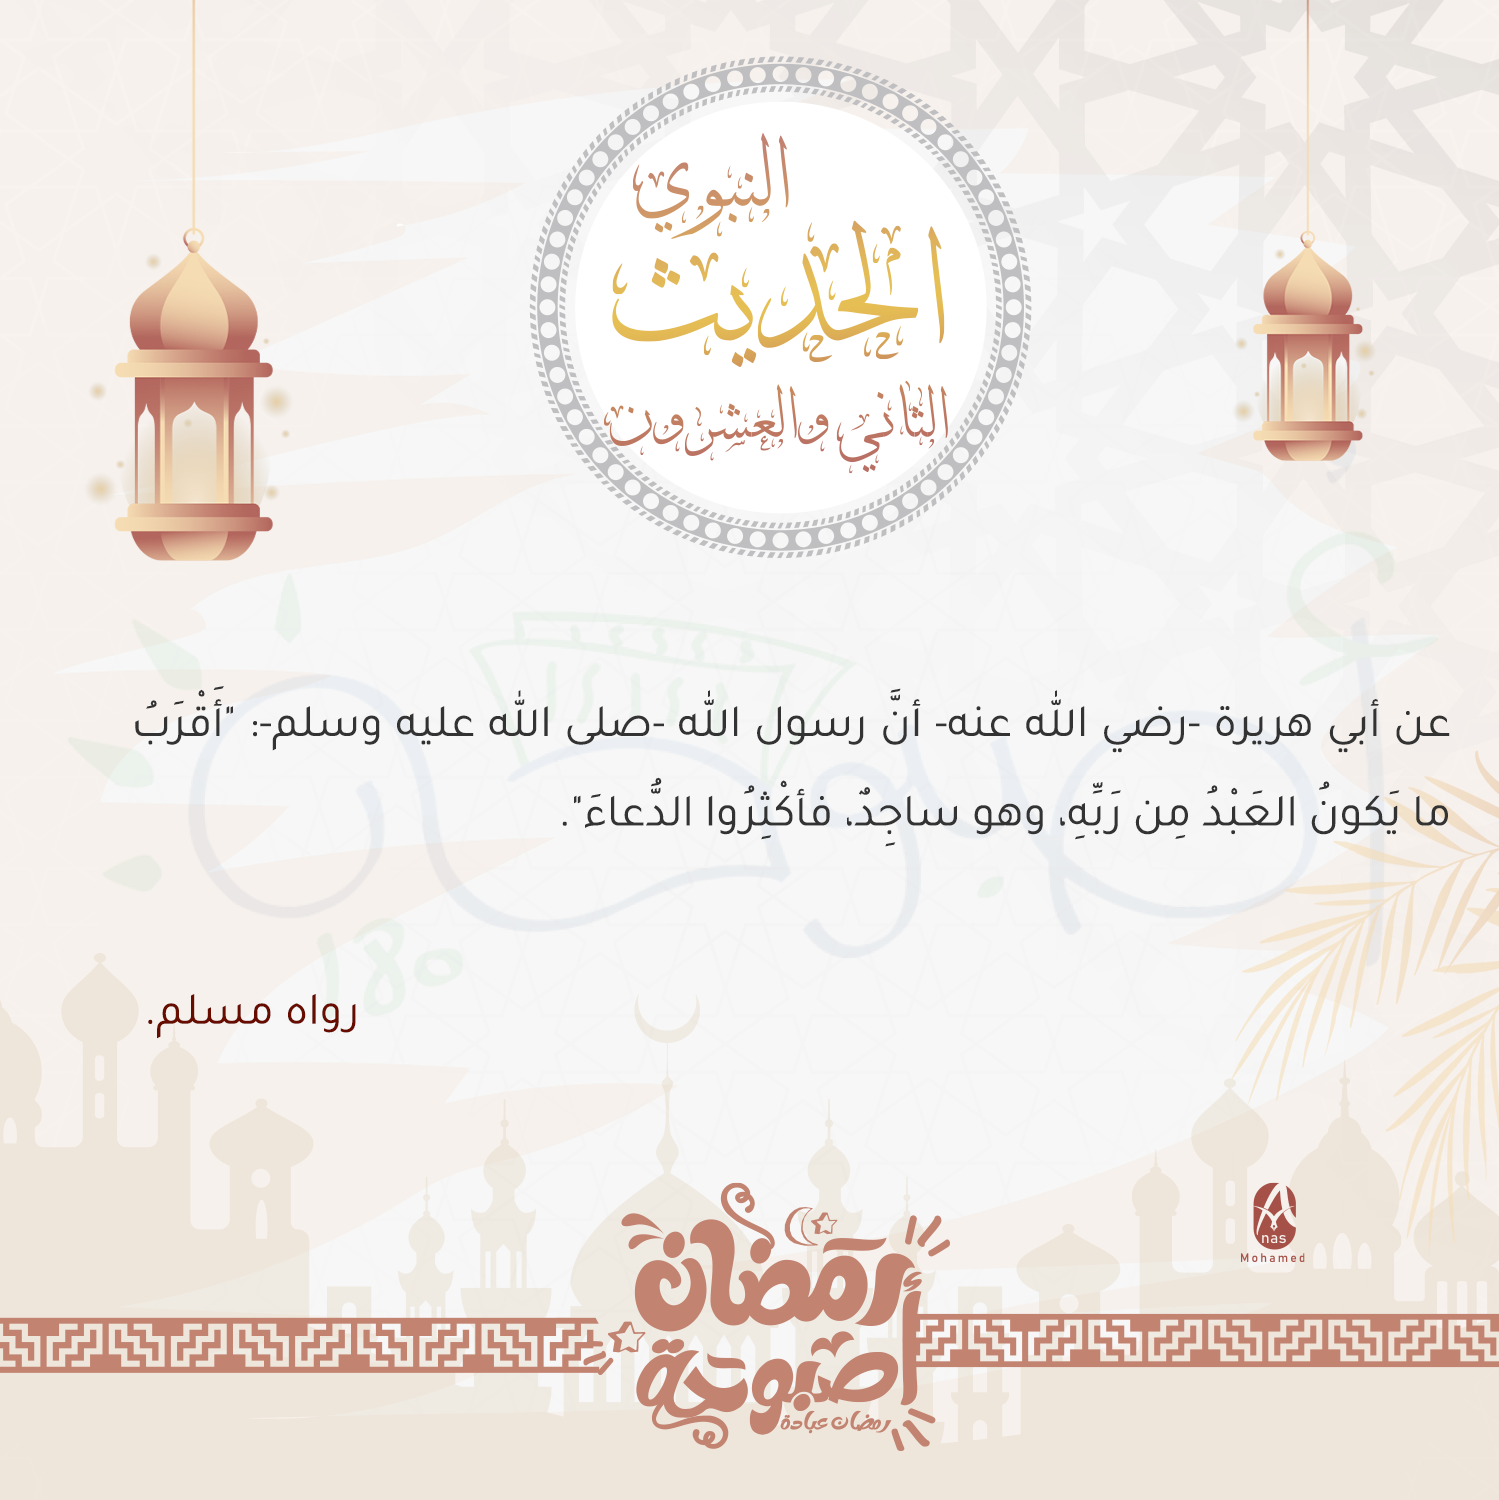 النبوي
الحديث
الثاني والعشرون
عن أبي هريرة -رضي الله عنه- أنَّ رسول الله -صلى الله عليه وسلم-: "أَقْرَبُ
ما يَكونُ العَبْدُ مِن رَبِّهِ، وهو ساجِدٌ، فأكْثِرُوا الدُّعاءَ".
رواه مسلم.
nas
Mohamed
رمضان
أصبوحة
رمضان عبادة